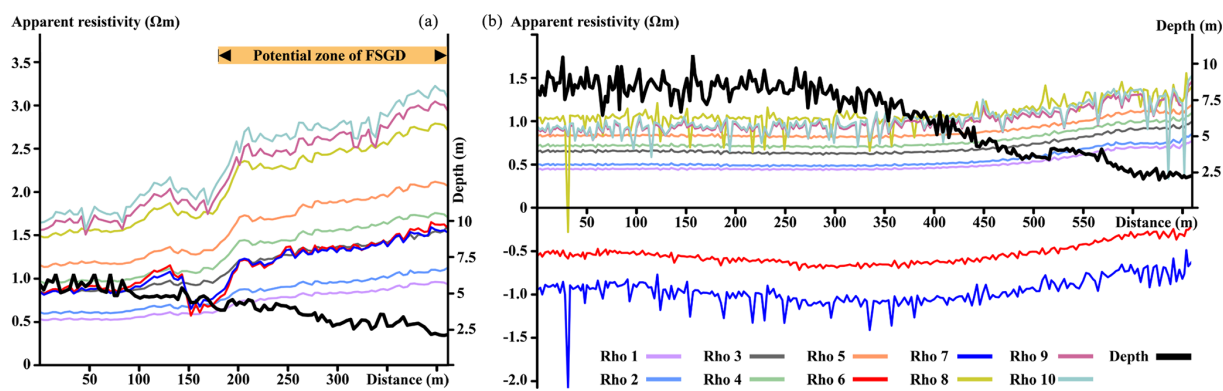 Apparent resistivity (Ωm)
(a)
Potential zone of FSGD
3.5
3.0
2.5
2.0
1.5
1.0
0.5
0
50
100
150
200
250
300
Distance (m)
Depth (m)
10
7.5
5
2.5
(b)
Apparent resistivity (Ωm)
Depth (m)
1.5
1.0
0.5
0
-0.5
-1.0
-1.5
-2.0
50
100
150
200
250
300
350
400
450
500
550
Distance (m)
10
7.5
5
2.5
Rho 1
Rho 3
Rho 5
Rho 7
Rho 9
Depth
Rho 2
Rho 4
Rho 6
Rho 8
Rho 10